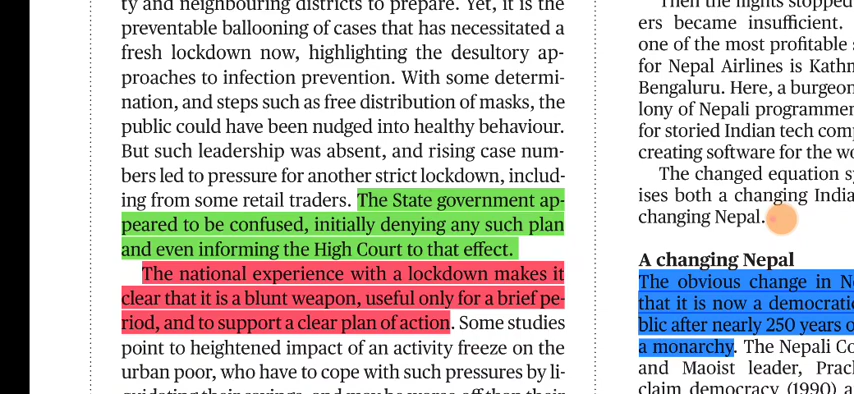 ty and neighbouring districts to prepare. Yet, it is the
preventable ballooning of cases that has necessitated a
fresh lockdown now, highlighting the desultory ap-
proaches to infection prevention. With some determi-
nation, and steps such as free distribution of masks, the
public could have been nudged into healthy behaviour.
But such leadership was absent, and rising case num-
bers led to pressure for another strict lockdown, includ-
ing from some retail traders. The State government ap-
peared to be confused, initially denying any such plan
and even informing the High Court to that effect.
The national experience with a lockdown makes it
clear that it is a blunt weapon, useful only for a brief pe-
riod, and to support a clear plan of action. Some studies
point to heightened impact of an activity freeze on the
urban poor, who have to cope with such pressures by li-
Then the flights stopped
ers became insufficient.
one of the most profitable
for Nepal Airlines is Kathm
Bengaluru. Here, a burgeon
lony of Nepali programmer
for storied Indian tech com
creating software for the wo
The changed equation sy
ises both a changing India
changing Nepal.
A changing Nepal
The obvious change in Ne
that it is now a democratic
blic after nearly 250 years o
a monarchy. The Nepali Co
and Maoist leader, Prac
claim democracy (1990) a